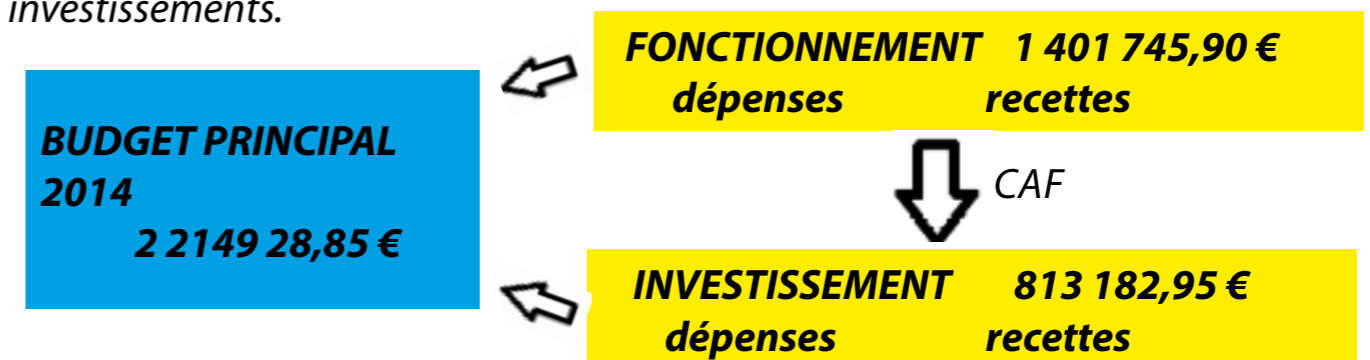 investissements.
FONCTIONNEMENT 1 401 745,90 €
dépenses recettes
BUDGET PRINCIPAL
2014
2 2149 28,85 €
CAF
INVESTISSEMENT 813 182,95 €
dépenses recettes